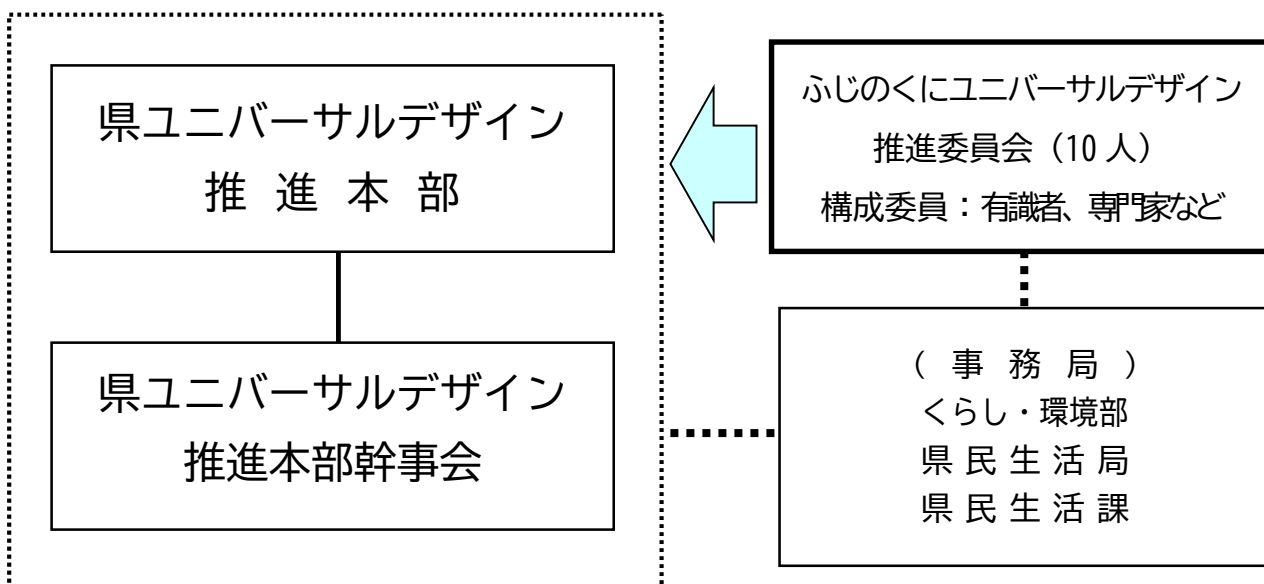 県ユニバーサルデザイン
推進本部
県ユニバーサルデザイン
推進本部幹事会
ふじのくにユニバーサルデザイン
推進委員会（10人）
構成委員：有識者、専門家など
（事務局）
くらし・環境部
県民生活局
県民生活課